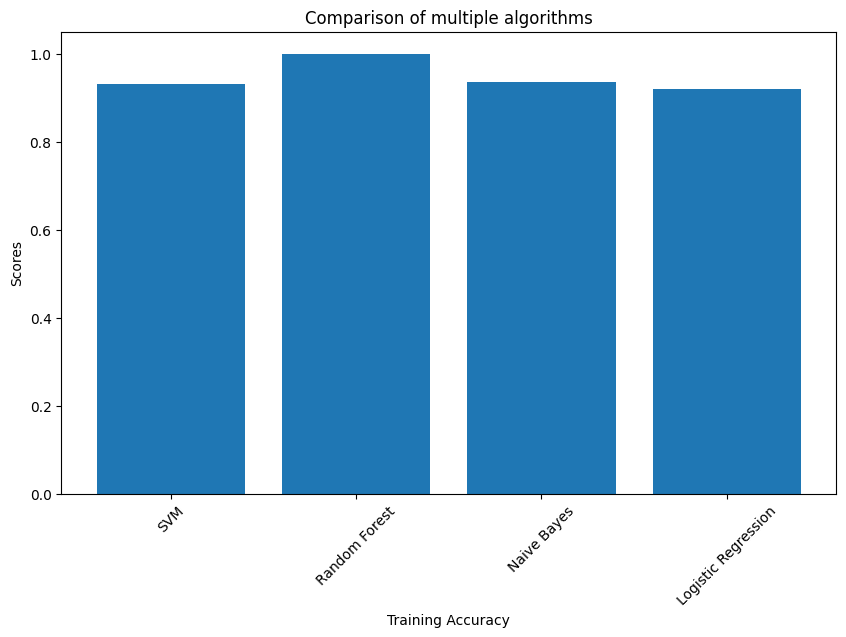 Comparison of multiple algorithms
Scores
1.0
0.8
0.6
0.4
0.2
0.0
SVM
Random Forest
Naive Bayes
Logistic Regression
Training Accuracy